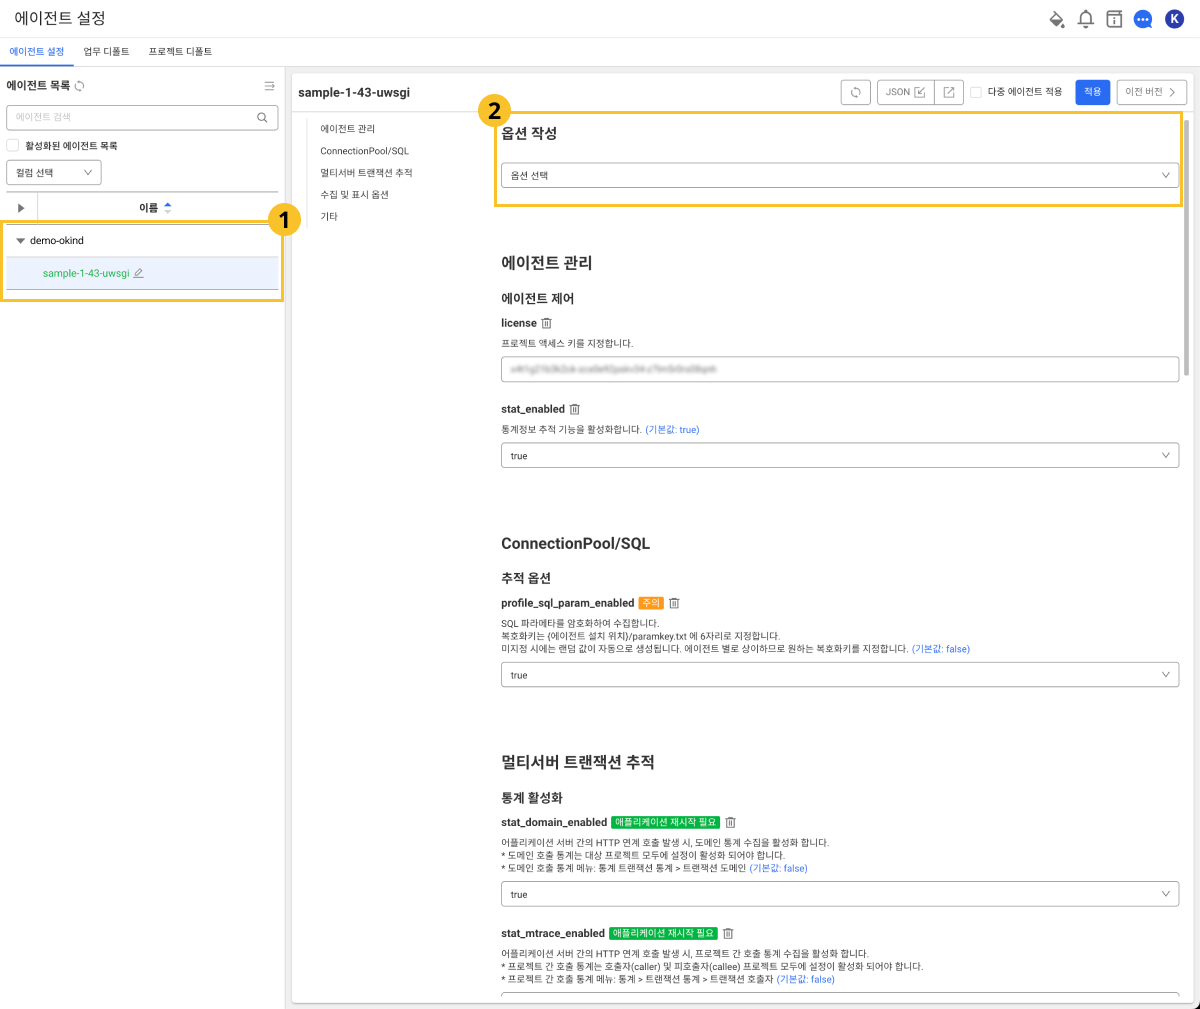 에이전트 설정
K
에이전트 설정 업무 디폴트 프로젝트 디폴트
에이전트 목록
에이전트 검색
활성화된 에이전트 목록
컬럼 선택
이름
1
demo-okind
sample-1-43-uwsgi
sample-1-43-uwsgi
JSON
다중 에이전트 적용
적용
이전 버전
에이전트 관리
ConnectionPool/SQL
멀티서버 트랜잭션 추적
수집 및 표시 옵션
기타
2
옵션 작성
옵션 선택
에이전트 관리
에이전트 제어
license
프로젝트 액세스 키를 지정합니다.
stat_enabled
통계정보 추적 기능을 활성화합니다. (기본값: true)
true
ConnectionPool/SQL
추적 옵션
profile_sql_param_enabled 주의
SQL 파라메타를 암호화하여 수집합니다.
복호화키는 {에이전트 설치 위치}/paramkey.txt 에 6자리로 지정합니다.
미지정 시에는 랜덤 값이 자동으로 생성됩니다. 에이전트 별로 상이하므로 원하는 복호화키를 지정합니다. (기본값: false)
true
멀티서버 트랜잭션 추적
통계 활성화
stat_domain_enabled 애플리케이션 재시작 필요
어플리케이션 서버 간의 HTTP 연계 호출 발생 시, 도메인 통계 수집을 활성화 합니다.
* 도메인 호출 통계는 대상 프로젝트 모두에 설정이 활성화 되어야 합니다.
* 도메인 호출 통계 메뉴: 통계 트랜잭션 통계 > 트랜잭션 도메인 (기본값: false)
true
stat_mtrace_enabled 애플리케이션 재시작 필요
어플리케이션 서버 간의 HTTP 연계 호출 발생 시, 프로젝트 간 호출 통계 수집을 활성화 합니다.
* 프로젝트 간 호출 통계는 호출자(caller) 및 피호출자(callee) 프로젝트 모두에 설정이 활성화 되어야 합니다.
* 프로젝트 간 호출 통계 메뉴: 통계 > 트랜잭션 통계 > 트랜잭션 호출자 (기본값: false)